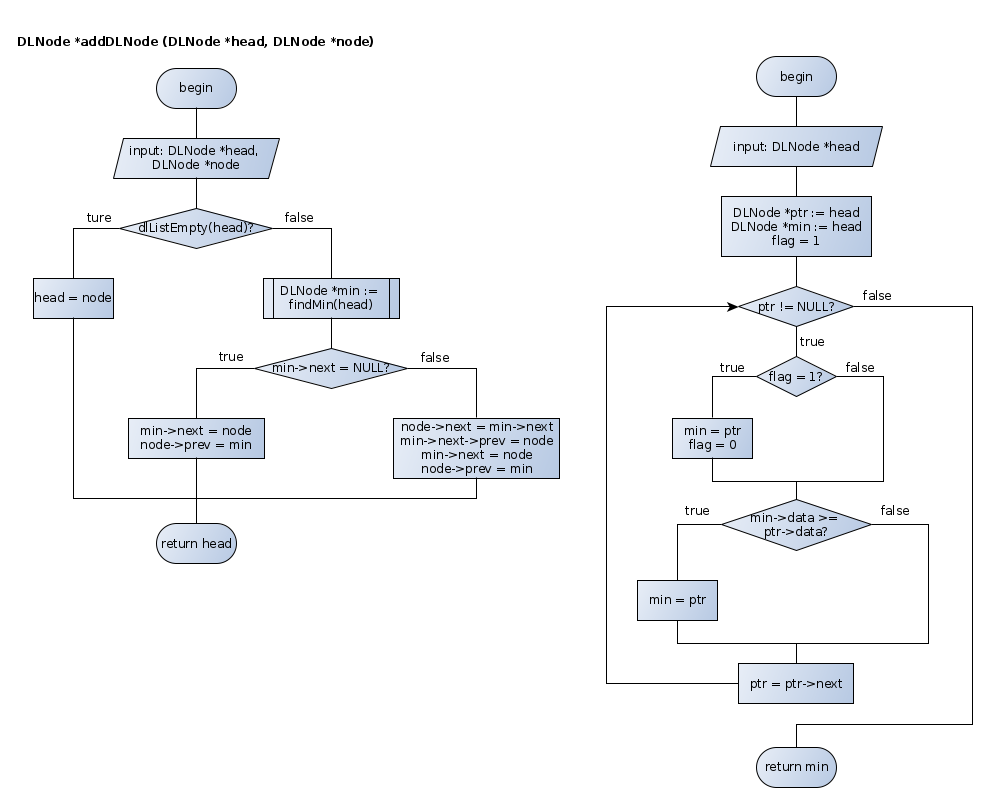 DLNode *addDLNode (DLNode *head, DLNode *node)
begin
input: DLNode *head,
DLNode *node
dlListEmpty(head)?
ture
false
head = node
DLNode *min :=
findMin(head)
min->next = NULL?
true
false
min->next = node
node->prev = min
node->next = min->next
min->next->prev = node
min->next = node
node->prev = min
return head
begin
input: DLNode *head
DLNode *ptr := head
DLNode *min := head
flag = 1
ptr != NULL?
false
true
flag = 1?
true
false
min = ptr
flag = 0
min->data >=
ptr->data?
true
false
min = ptr
ptr = ptr->next
return min